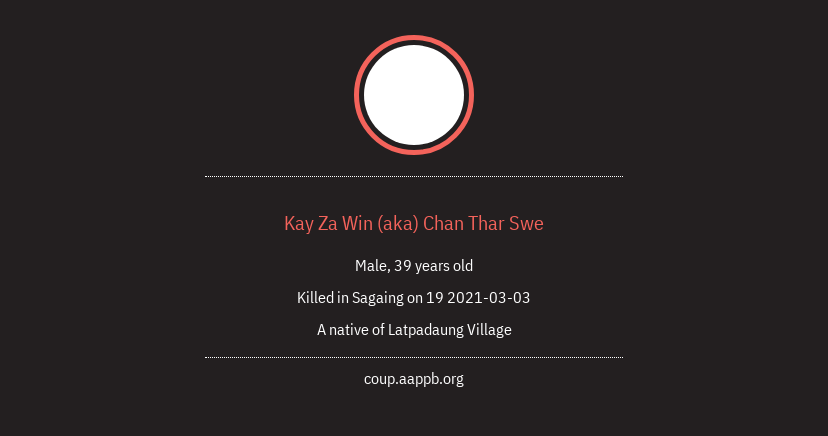 Kay Za Win (aka) Chan Thar Swe
Male, 39 years old
Killed in Sagaing on 19 2021-03-03
A native of Latpadaung Village
coup.aappb.org